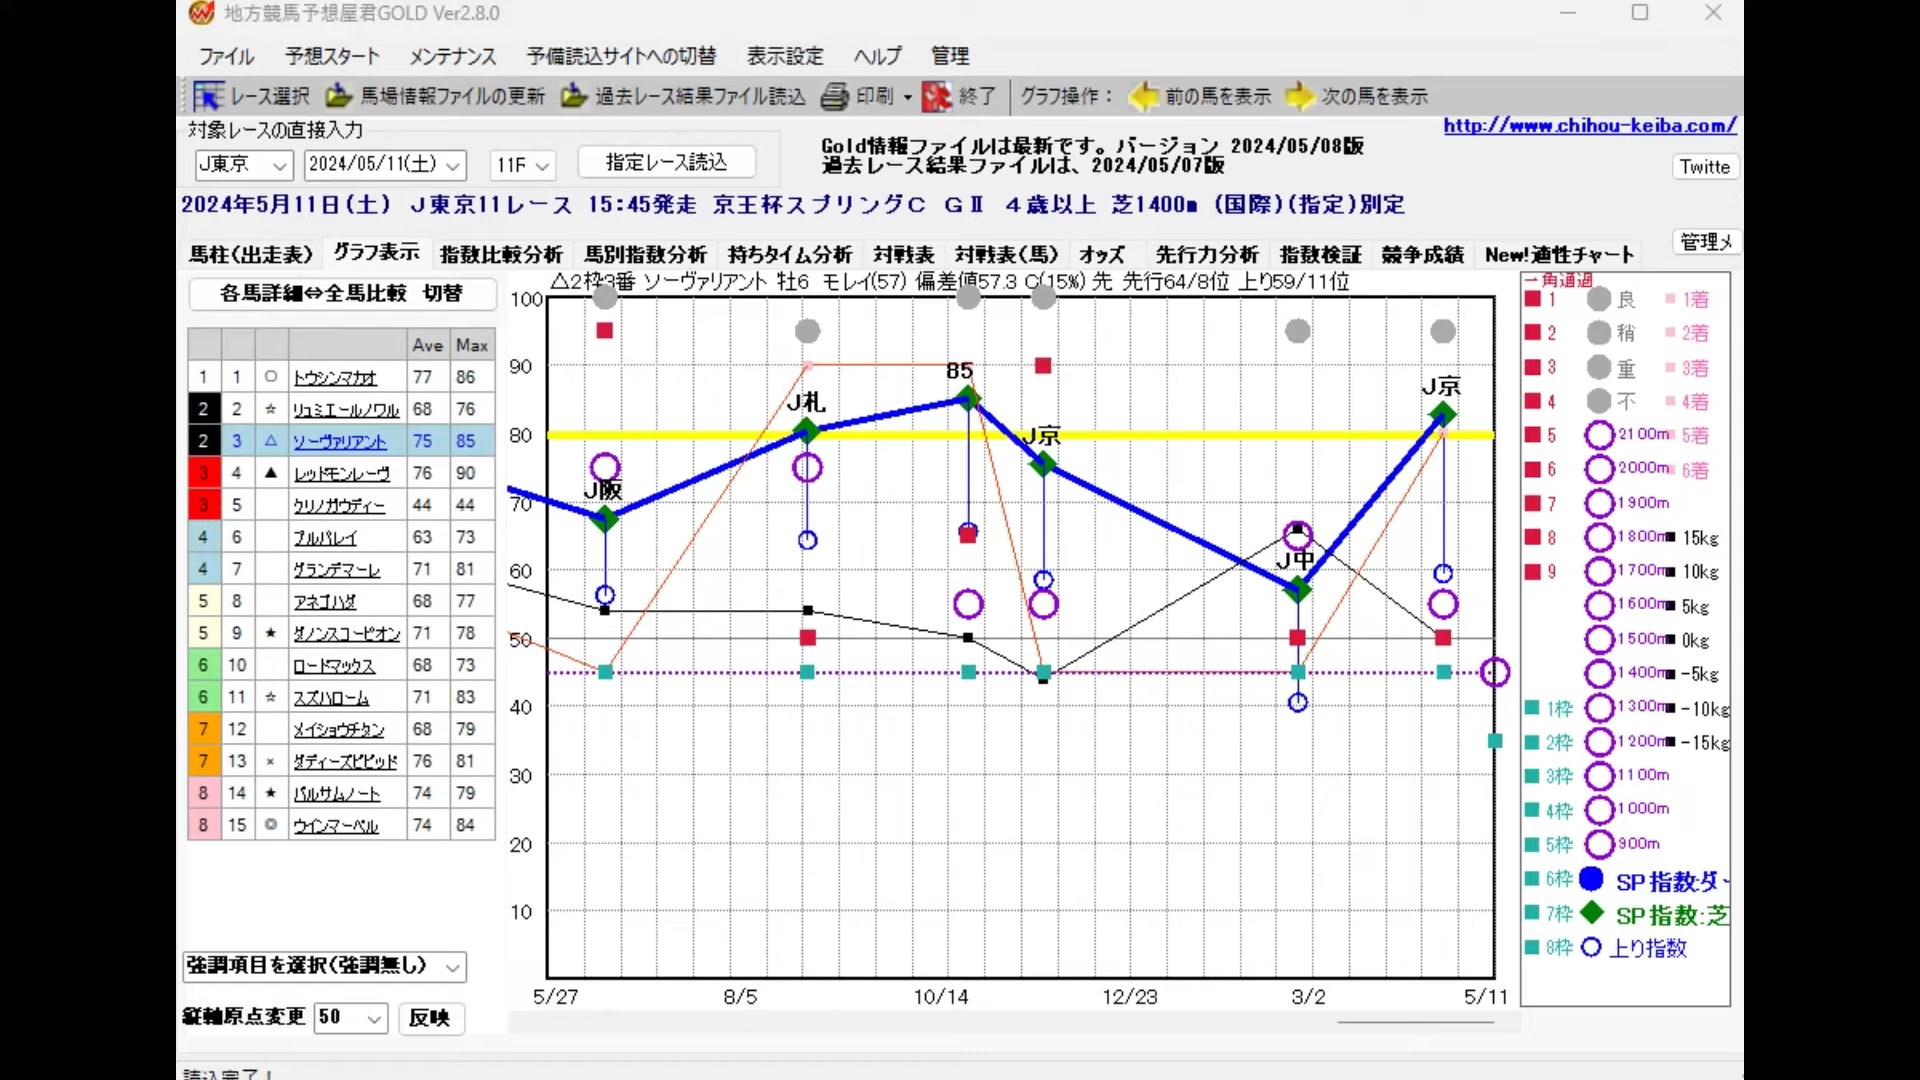 地方競馬予想屋君GOLD Ver2.8.0
ファイル 予想スタート メンテナンス 予備読込サイトへの切替 表示設定 ヘルプ 管理
レース選択 馬場情報ファイルの更新 過去レース結果ファイル読込 印刷 終了 グラフ操作： 前の馬を表示 次の馬を表示
対象レースの直接入力
http://www.chihou-keiba.com/
J東京 2024/05/11(土) 11R 指定レース読込
Gold情報ファイルは最新です。バージョン 2024/05/08版
過去レース結果ファイルは、2024/05/07版
Twitte
2024年5月11日(土) J東京11レース 15:45発走 京王杯スプリングC GⅡ 4歳以上 芝1400m (国際)(指定)別定
管理メ
馬柱(出走表) グラフ表示 指数比較分析 馬別指数分析 持ちタイム分析 対戦表 対戦表(馬) オッズ 先行力分析 指数検証 競争成績 New!適性チャート
各馬詳細⇔全馬比較 切替
△2枠3番 ソーヴァリアント 牡6 モレイ(57) 偏差値57.3 C(15%) 先 先行64/8位 上り59/11位
Ave Max
1 1 ○ トウシンマカオ 77 86
2 2 ☆ リュミエールノワル 68 76
2 3 △ ソーヴァリアント 75 85
3 4 ▲ レッドモンレーヴ 76 90
3 5 クリノガウディー 44 44
4 6 プルパレイ 63 73
4 7 グランデマーレ 71 81
5 8 アネゴハダ 68 77
5 9 ★ ダノンスコーピオン 71 78
6 10 ロードマックス 68 73
6 11 ☆ スズハローム 71 83
7 12 メイショウチタン 68 79
7 13 × ダディーズビビッド 76 81
8 14 ★ バルサムノート 74 79
8 15 ◎ ウインマーベル 74 84
100
90
80
70
60
50
40
30
20
10
J阪
J札
85
J京
J中
J京
5/27 8/5 10/14 12/23 3/2 5/11
一角通過
1 良 1着
2 稍 2着
3 重 3着
4 不 4着
5 2100m 5着
6 2000m 6着
7 1900m
8 1800m 15kg
9 1700m 10kg
1600m 5kg
1500m 0kg
1400m -5kg
1枠 1300m -10kg
2枠 1200m -15kg
3枠 1100m
4枠 1000m
5枠 900m
6枠 SP指数:ダ
7枠 SP指数:芝
8枠 上り指数
強調項目を選択(強調無し)
縦軸原点変更 50 反映
読込完了！